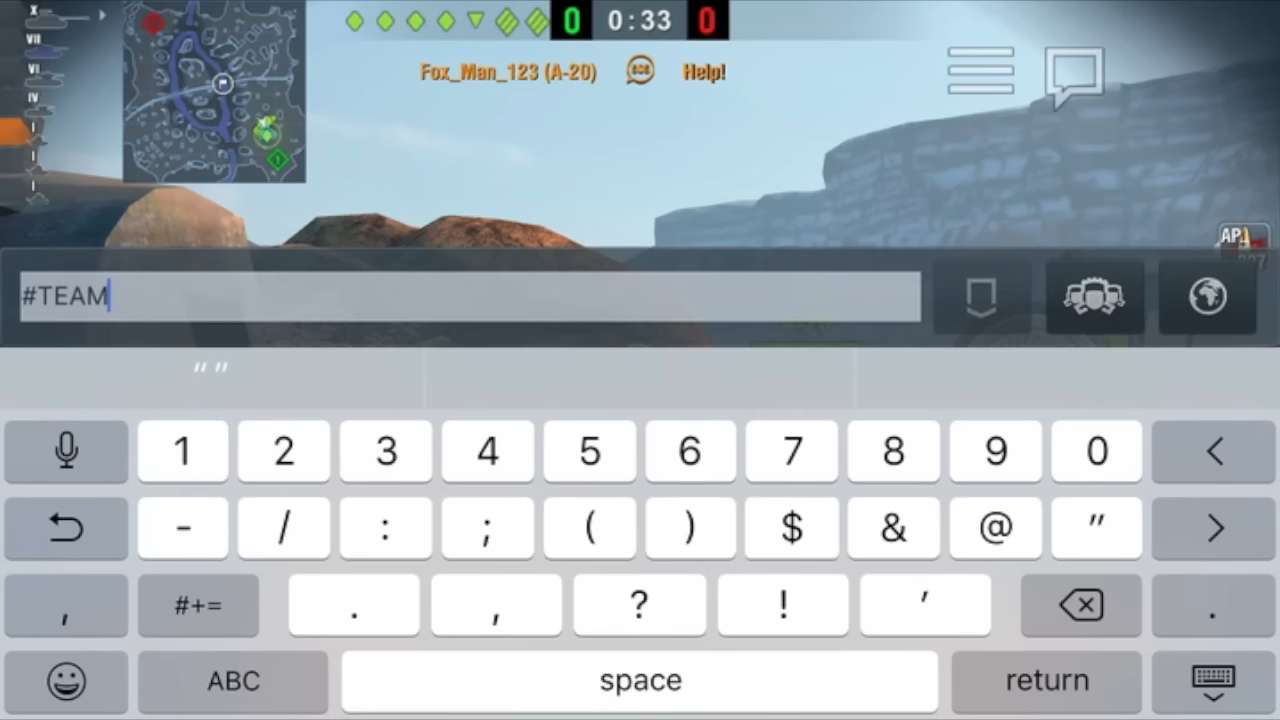 X
VII
VI
IV
I
I
I
0 0:33 0
Fox_Man_123 (A-20) SOS Help!
AP
#TEAM
“ ”
1 2 3 4 5 6 7 8 9 0 <
- / : ; ( ) $ & @ " >
, #+= . , ? ! ' .
ABC space return